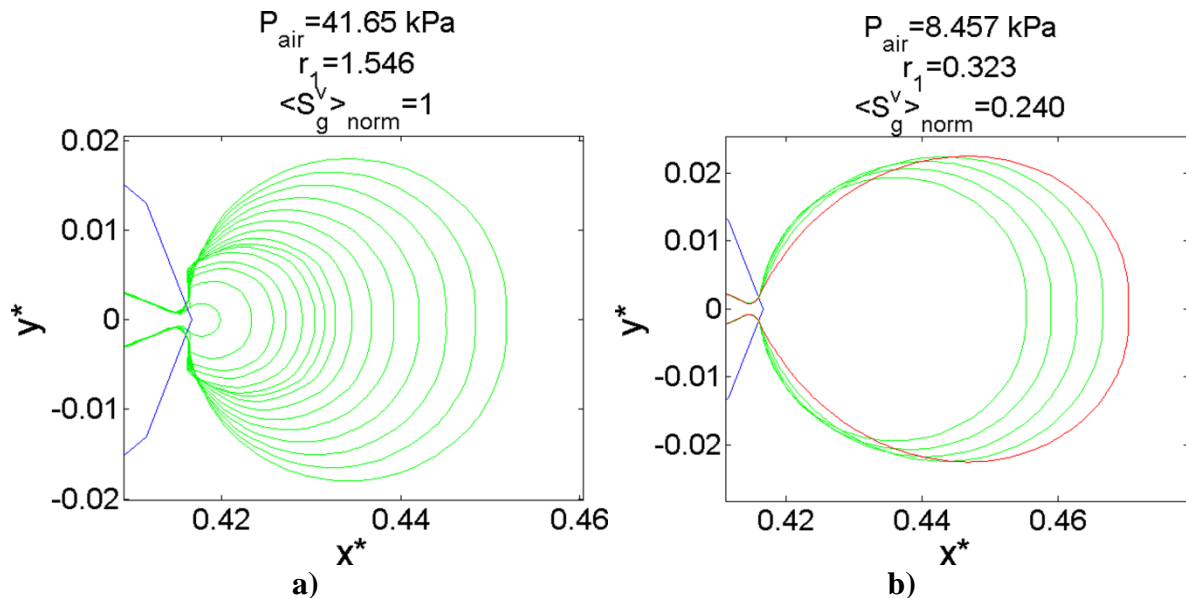 P_air=41.65 kPa
r_1=1.546
<S^v_g>_norm=1
0.02
0.01
0
-0.01
-0.02
y*
0.42 0.44 0.46
x*
a)
P_air=8.457 kPa
r_1=0.323
<S^v_g>_norm=0.240
0.02
0.01
0
-0.01
-0.02
y*
0.42 0.44 0.46
x*
b)